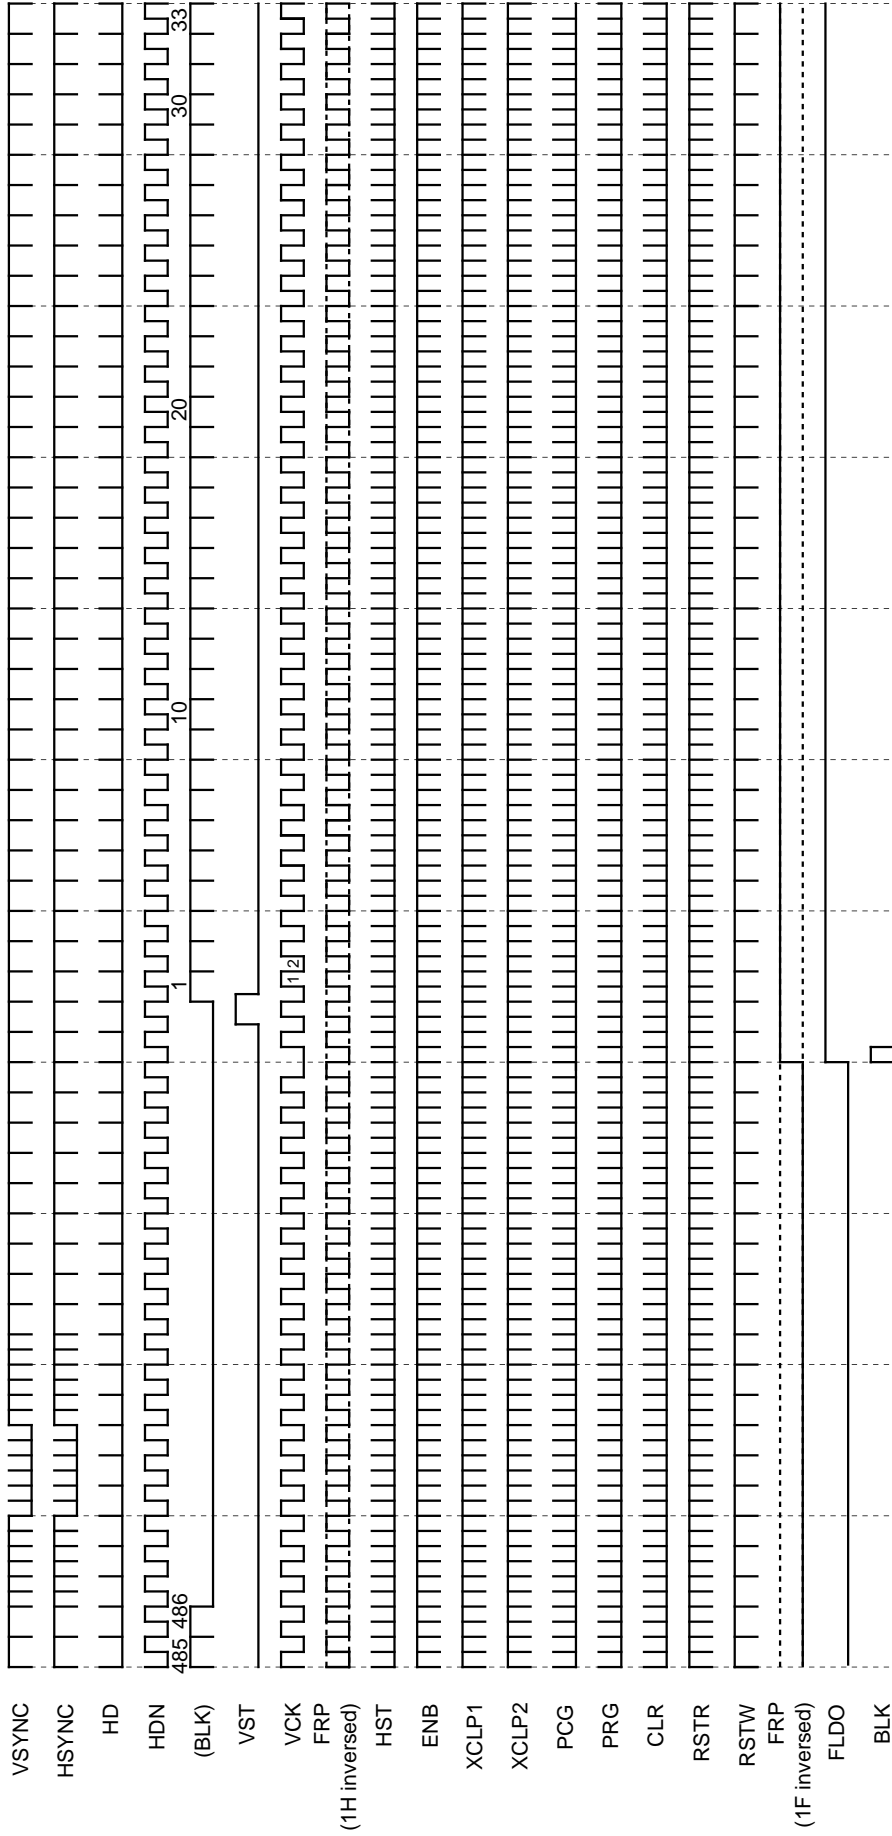 VSYNC
HSYNC
HD
HDN
485 486 1 10 20 30 33
(BLK)
VST
VCK
1 2
FRP
(1H inversed)
HST
ENB
XCLP1
XCLP2
PCG
PRG
CLR
RSTR
RSTW
FRP
(1F inversed)
FLDO
BLK